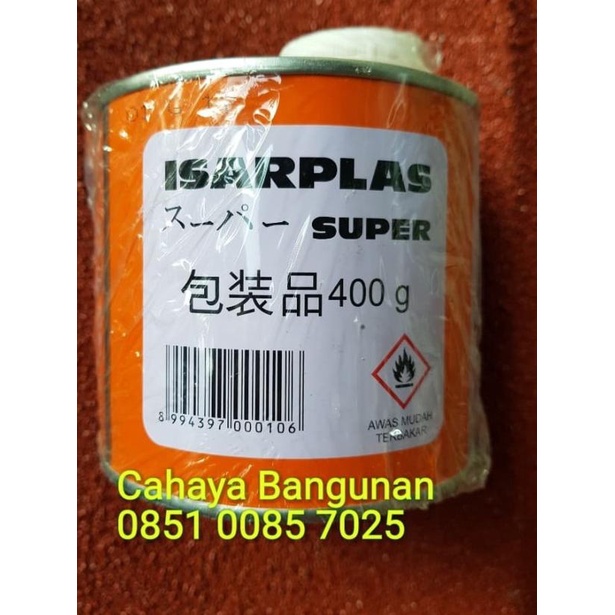 ISARPLAS
スーパー SUPER
包装品400 g
8 994397 000106
AWAS MUDAH
TERBAKAR
Cahaya Bangunan
0851 0085 7025